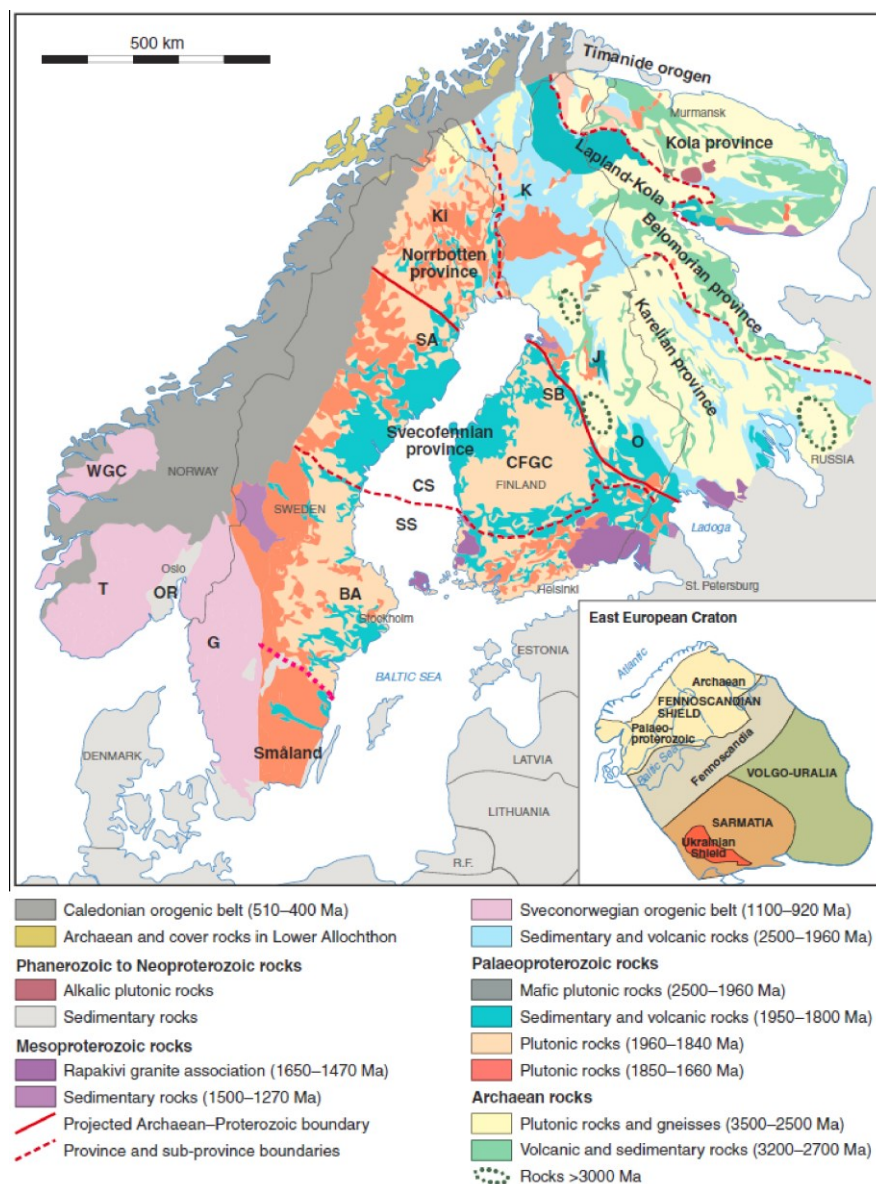 500 km
Timanide orogen
Murmansk
Kola province
Lapland-Kola
K
Ki
Norrbotten
province
Belomorian province
Karelian province
SA
J
SB
Svecofennian
province
O
CFGC
RUSSIA
WGC
NORWAY
FINLAND
CS
SWEDEN
SS
Ladoga
Oslo
Helsinki
St. Petersburg
T
OR
BA
Stockholm
G
ESTONIA
BALTIC SEA
DENMARK
Småland
LATVIA
LITHUANIA
R.F.
East European Craton
Atlantic
Archaean
FENNOSCANDIAN
SHIELD
Palaeo-
proterozoic
Baltic Sea
Fennoscandia
VOLGO-URALIA
SARMATIA
Ukrainian
Shield
Caledonian orogenic belt (510–400 Ma)
Archaean and cover rocks in Lower Allochthon
Phanerozoic to Neoproterozoic rocks
Alkalic plutonic rocks
Sedimentary rocks
Mesoproterozoic rocks
Rapakivi granite association (1650–1470 Ma)
Sedimentary rocks (1500–1270 Ma)
Projected Archaean–Proterozoic boundary
Province and sub-province boundaries
Sveconorwegian orogenic belt (1100–920 Ma)
Sedimentary and volcanic rocks (2500–1960 Ma)
Palaeoproterozoic rocks
Mafic plutonic rocks (2500–1960 Ma)
Sedimentary and volcanic rocks (1950–1800 Ma)
Plutonic rocks (1960–1840 Ma)
Plutonic rocks (1850–1660 Ma)
Archaean rocks
Plutonic rocks and gneisses (3500–2500 Ma)
Volcanic and sedimentary rocks (3200–2700 Ma)
Rocks >3000 Ma